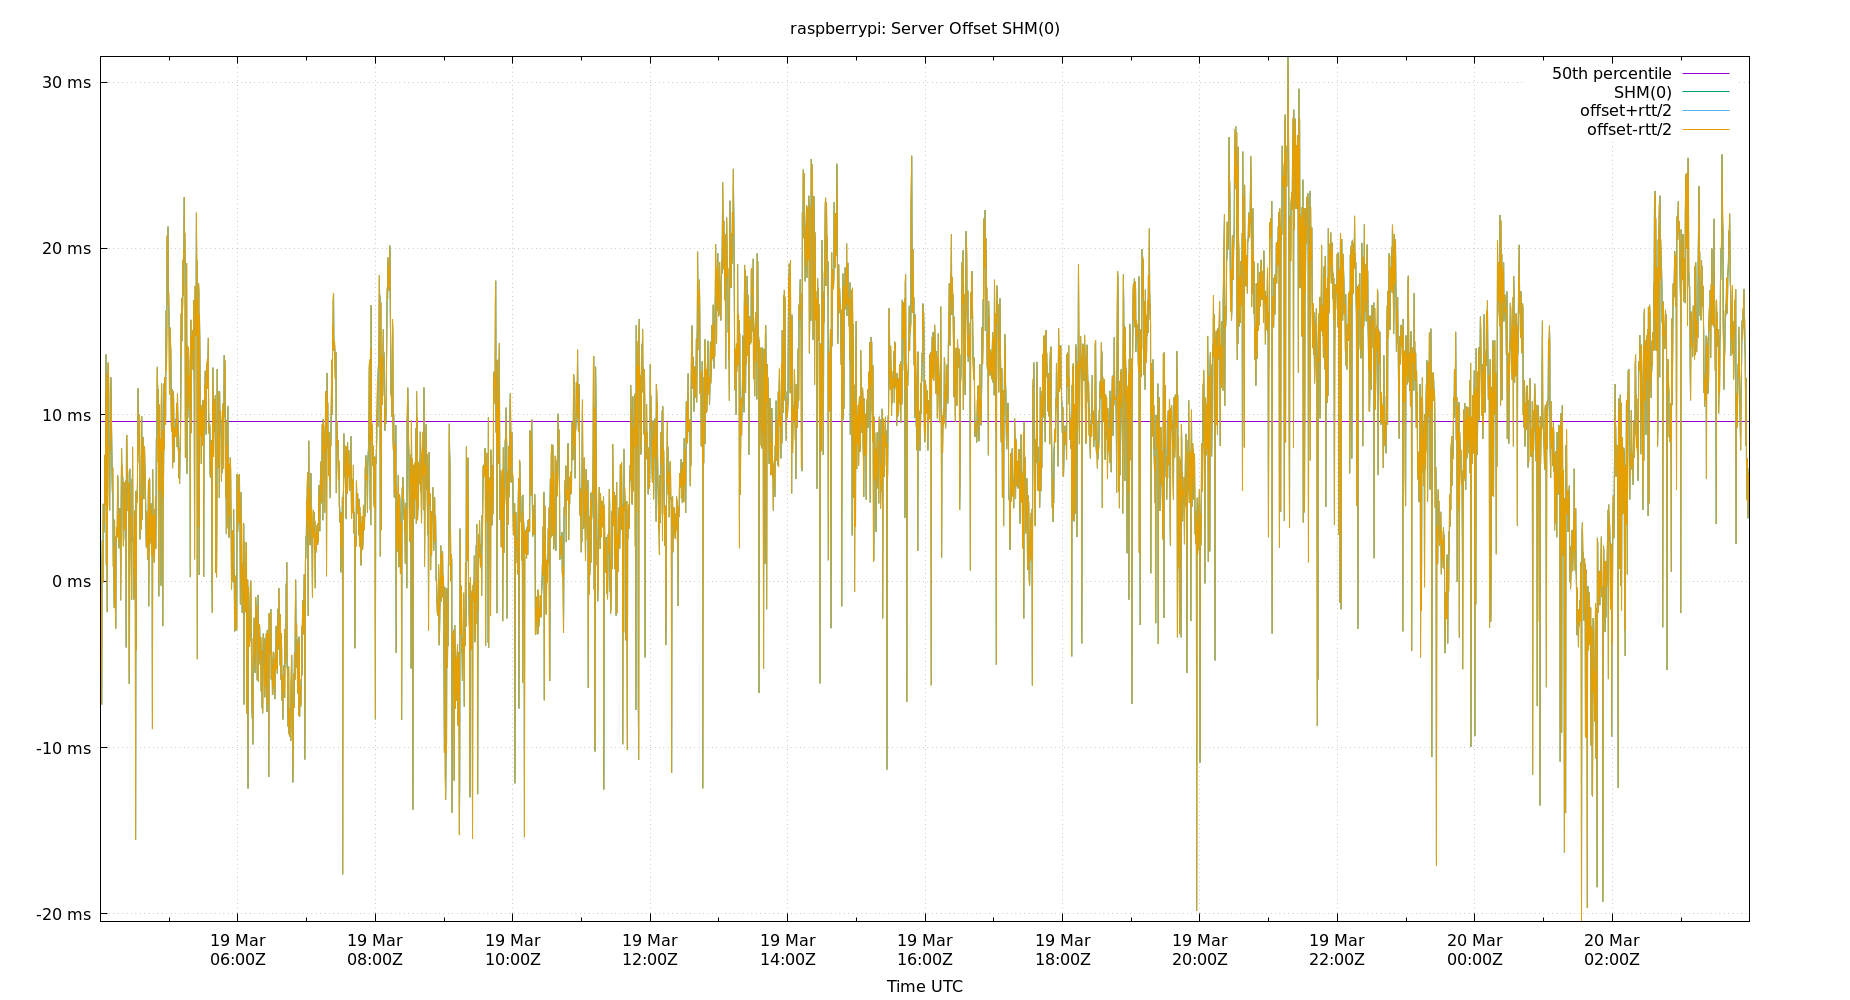 raspberrypi: Server Offset SHM(0)
50th percentile
SHM(0)
offset+rtt/2
offset-rtt/2
30 ms
20 ms
10 ms
0 ms
-10 ms
-20 ms
19 Mar 19 Mar 19 Mar 19 Mar 19 Mar 19 Mar 19 Mar 19 Mar 19 Mar 20 Mar 20 Mar
06:00Z 08:00Z 10:00Z 12:00Z 14:00Z 16:00Z 18:00Z 20:00Z 22:00Z 00:00Z 02:00Z
Time UTC